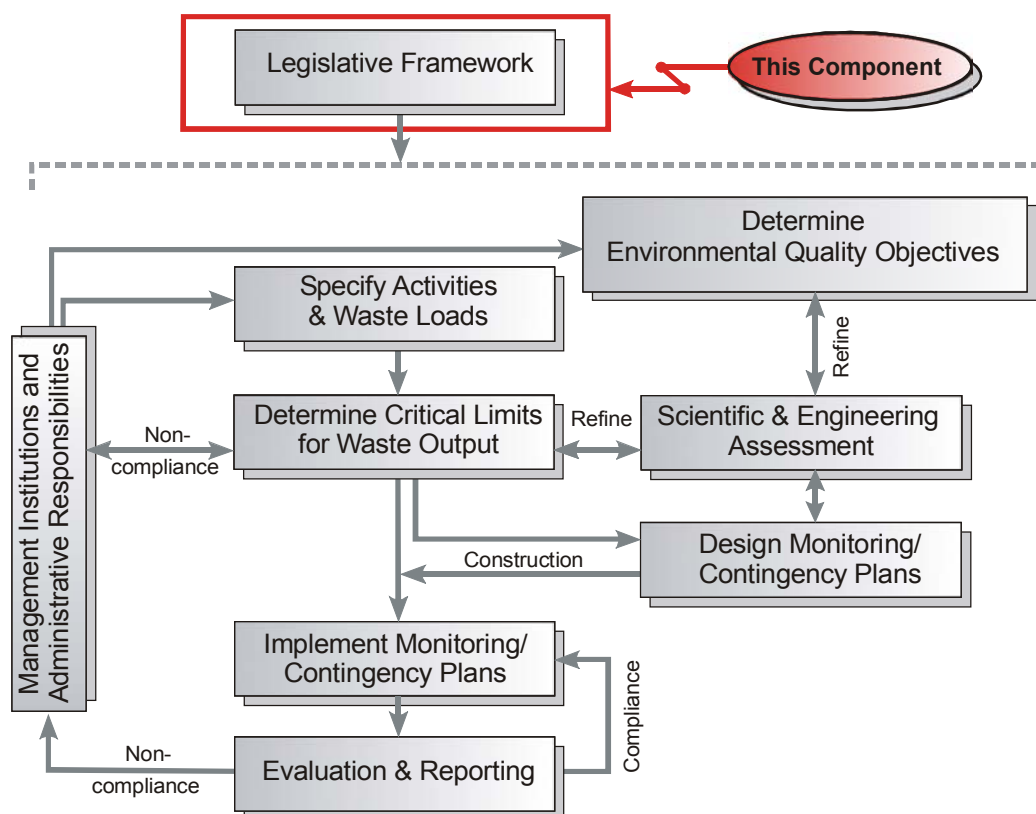 Legislative Framework
This Component
Determine
Environmental Quality Objectives
Specify Activities
& Waste Loads
Refine
Management Institutions and
Administrative Responsibilities
Non-
compliance
Determine Critical Limits
for Waste Output
Refine
Scientific & Engineering
Assessment
Construction
Design Monitoring/
Contingency Plans
Implement Monitoring/
Contingency Plans
Compliance
Non-
compliance
Evaluation & Reporting